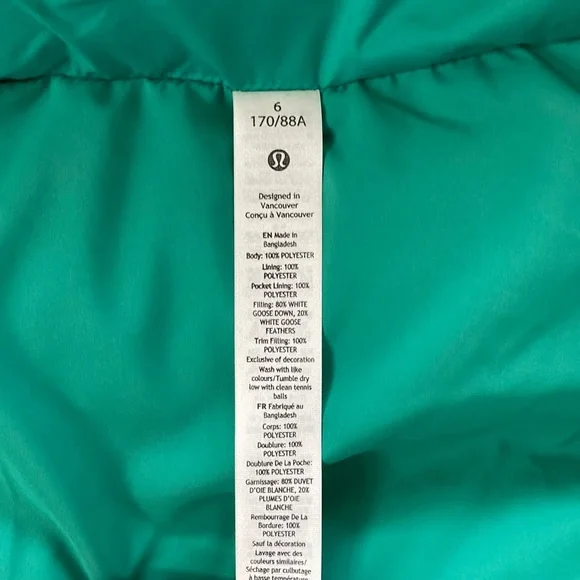 6
170/88A
Designed in
Vancouver
Conçu à Vancouver
EN Made in
Bangladesh
Body: 100% POLYESTER
Lining: 100%
POLYESTER
Pocket Lining: 100%
POLYESTER
Filling: 80% WHITE
GOOSE DOWN, 20%
WHITE GOOSE
FEATHERS
Trim Filling: 100%
POLYESTER
Exclusive of decoration
Wash with like
colours/Tumble dry
low with clean tennis
balls
FR Fabriqué au
Bangladesh
Corps: 100%
POLYESTER
Doublure: 100%
POLYESTER
Doublure De La Poche:
100% POLYESTER
Garnissage: 80% DUVET
D'OIE BLANCHE, 20%
PLUMES D'OIE
BLANCHE
Rembourrage De La
Bordure: 100%
POLYESTER
Sauf la décoration
Lavage avec des
couleurs similaires/
Séchage par culbutage
à basse température